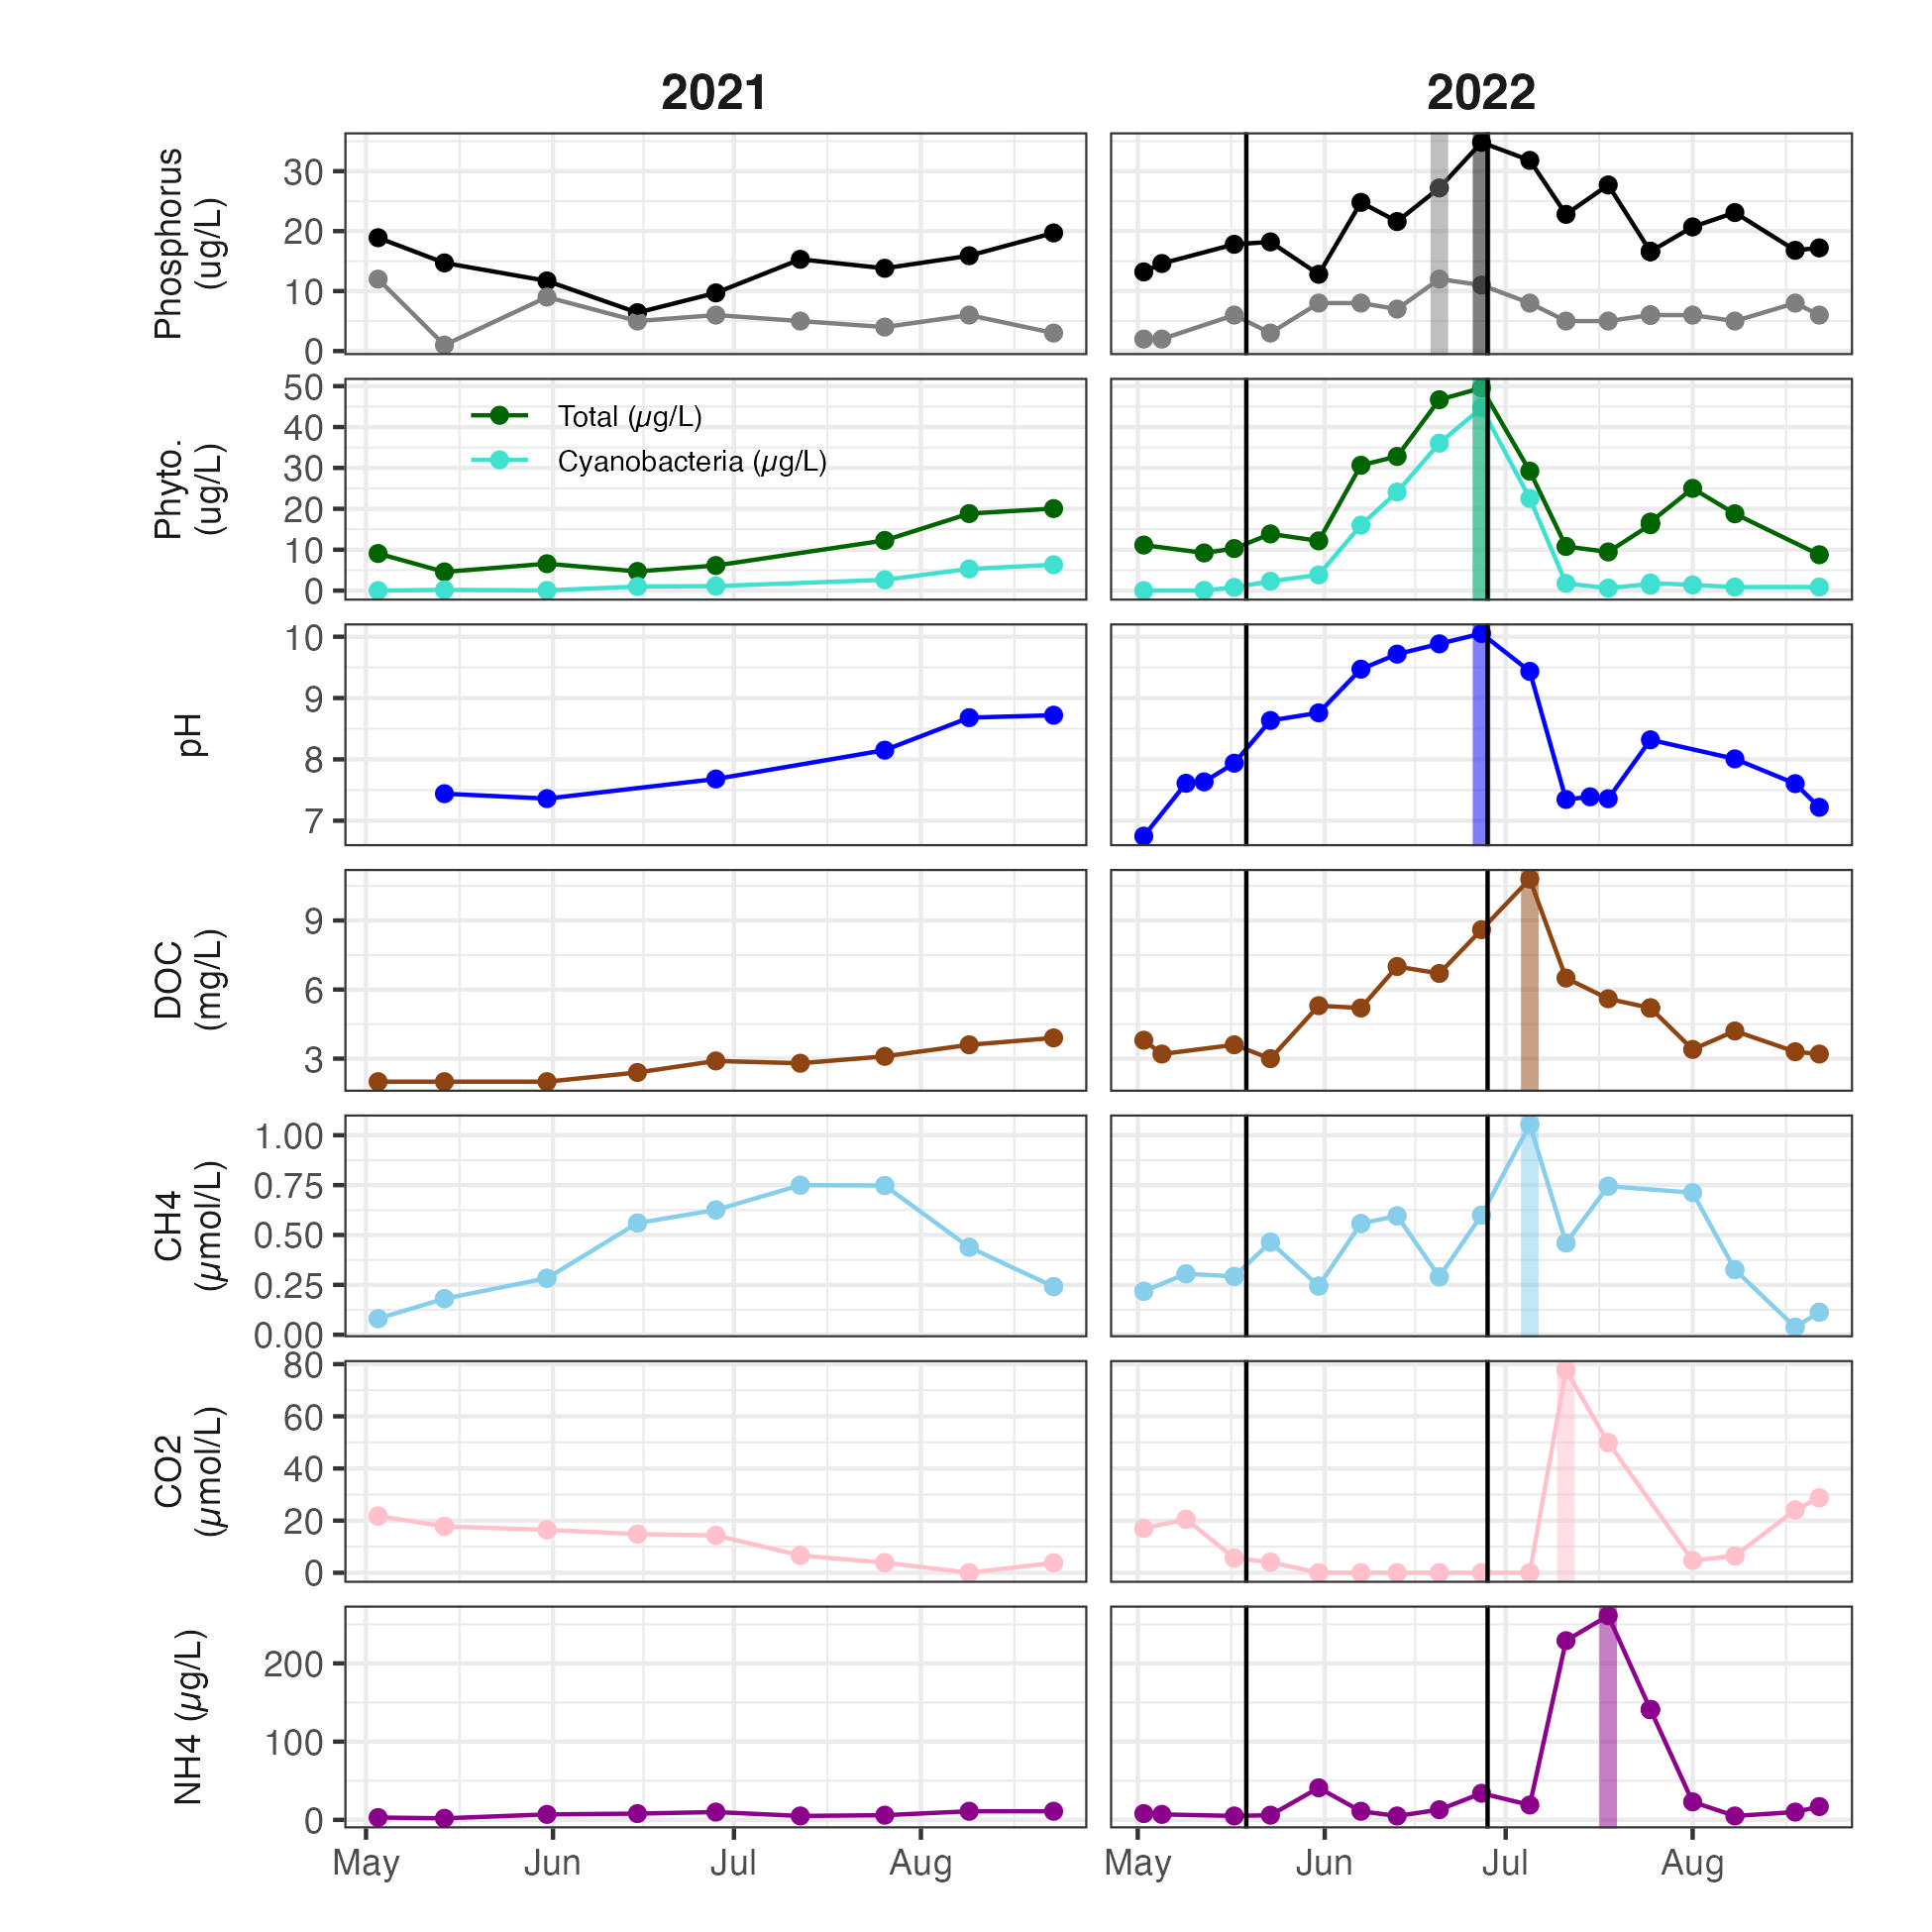 2021
2022
Phosphorus
(ug/L)
30
20
10
0
Phyto.
(ug/L)
50
40
30
20
10
0
Total (µg/L)
Cyanobacteria (µg/L)
pH
10
9
8
7
DOC
(mg/L)
9
6
3
CH4
(µmol/L)
1.00
0.75
0.50
0.25
0.00
CO2
(µmol/L)
80
60
40
20
0
NH4 (µg/L)
200
100
0
May Jun Jul Aug
May Jun Jul Aug